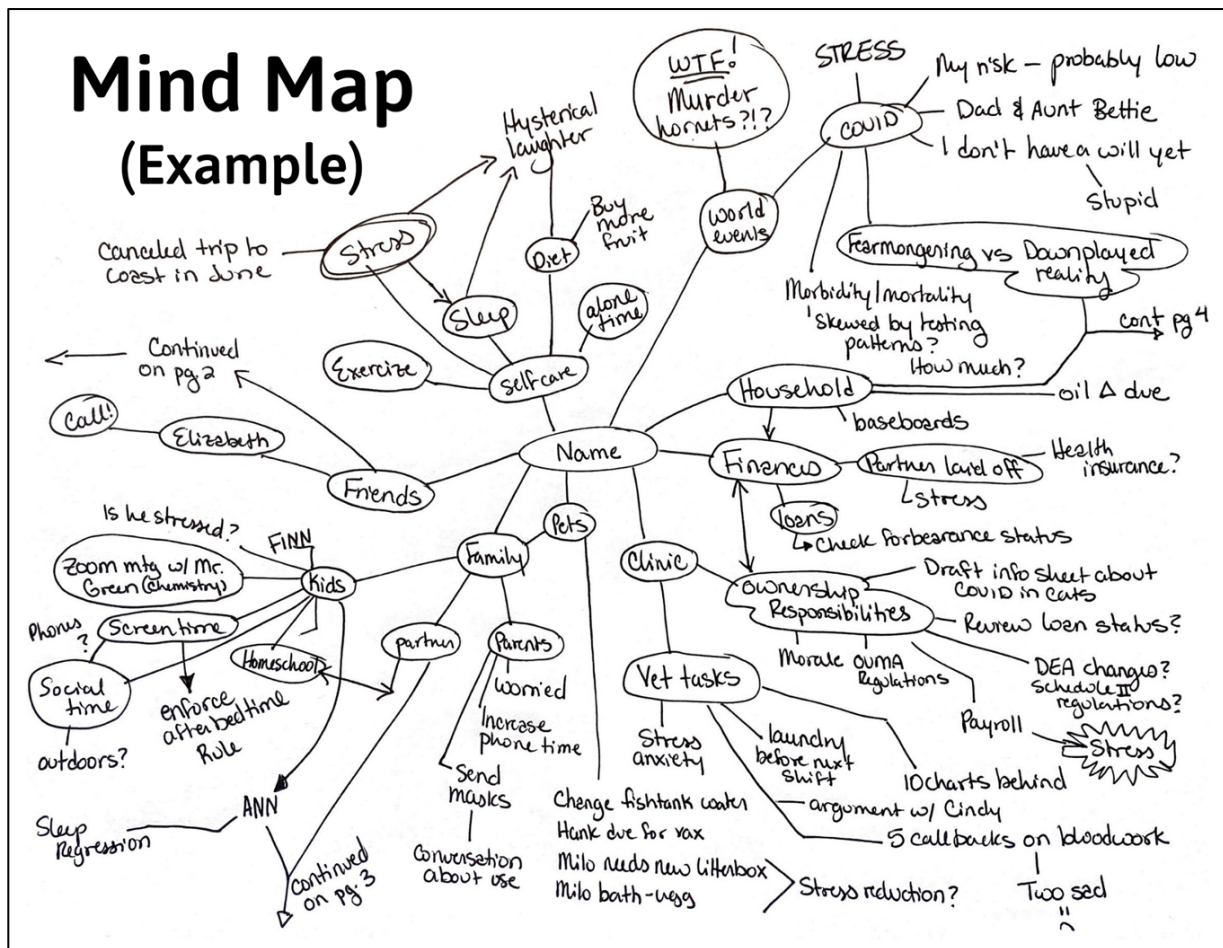 Mind Map
(Example)
WTF!
Murder
hornets?!?
STRESS
My risk – probably low
COVID
Dad & Aunt Bettie
I don't have a will yet
Stupid
Hysterical
laughter
Buy
more
fruit
World
events
Fearmongering vs Downplayed
reality
Canceled trip to
Coast in June
Stress
Diet
Sleep
alone
time
Morbidity/mortality
skewed by testing
patterns?
How much?
cont pg 4
Continued
on pg. 2
Exercize
Selfcare
Household
oil Δ due
baseboards
Call!
Elizabeth
Friends
Name
Finances
Partner laid off
Health
insurance?
Stress
loans
Check forbearance status
Is he stressed?
FINN
Zoom mtg w/ Mr.
Green (Chemistry)
Kids
Family
Pets
Clinic
Ownership
Responsibilities
Draft info sheet about
COVID in cats
Review loan status?
Phones
?
Screentime
Homeschool
partner
Parents
Morale
OVMA
Regulations
DEA changes?
Schedule II
regulations?
Social
time
enforce
after bedtime
Rule
outdoors?
Worried
Increase
phone time
Vet tasks
Payroll
Stress
Stress
anxiety
laundry
before next
shift
10 charts behind
Send
masks
ANN
Sleep
Regression
Conversation
about use
continued
on pg. 3
Change fishtank water
Hank due for vax
Milo needs new litterbox
Milo bath-
Stress reduction?
argument w/ Cindy
5 callbacks on bloodwork
Two sad